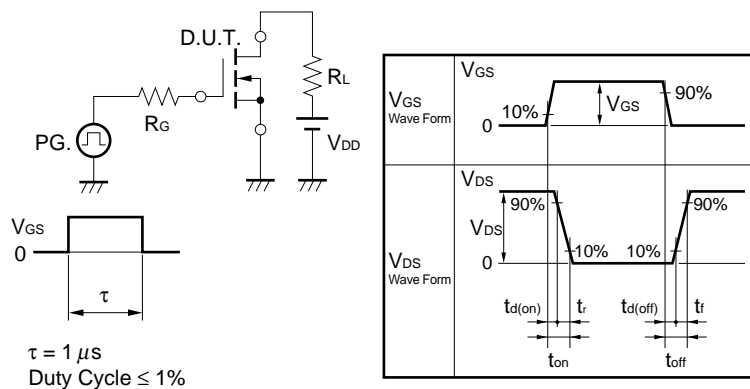 D.U.T.
RL
RG
PG.
VDD
VGS
0
τ
τ = 1 μs
Duty Cycle ≤ 1%
VGS
Wave Form
VGS
10%
VGS
90%
0
VDS
Wave Form
VDS
90%
VDS
90%
10%
10%
0
td(on)
tr
td(off)
tf
ton
toff